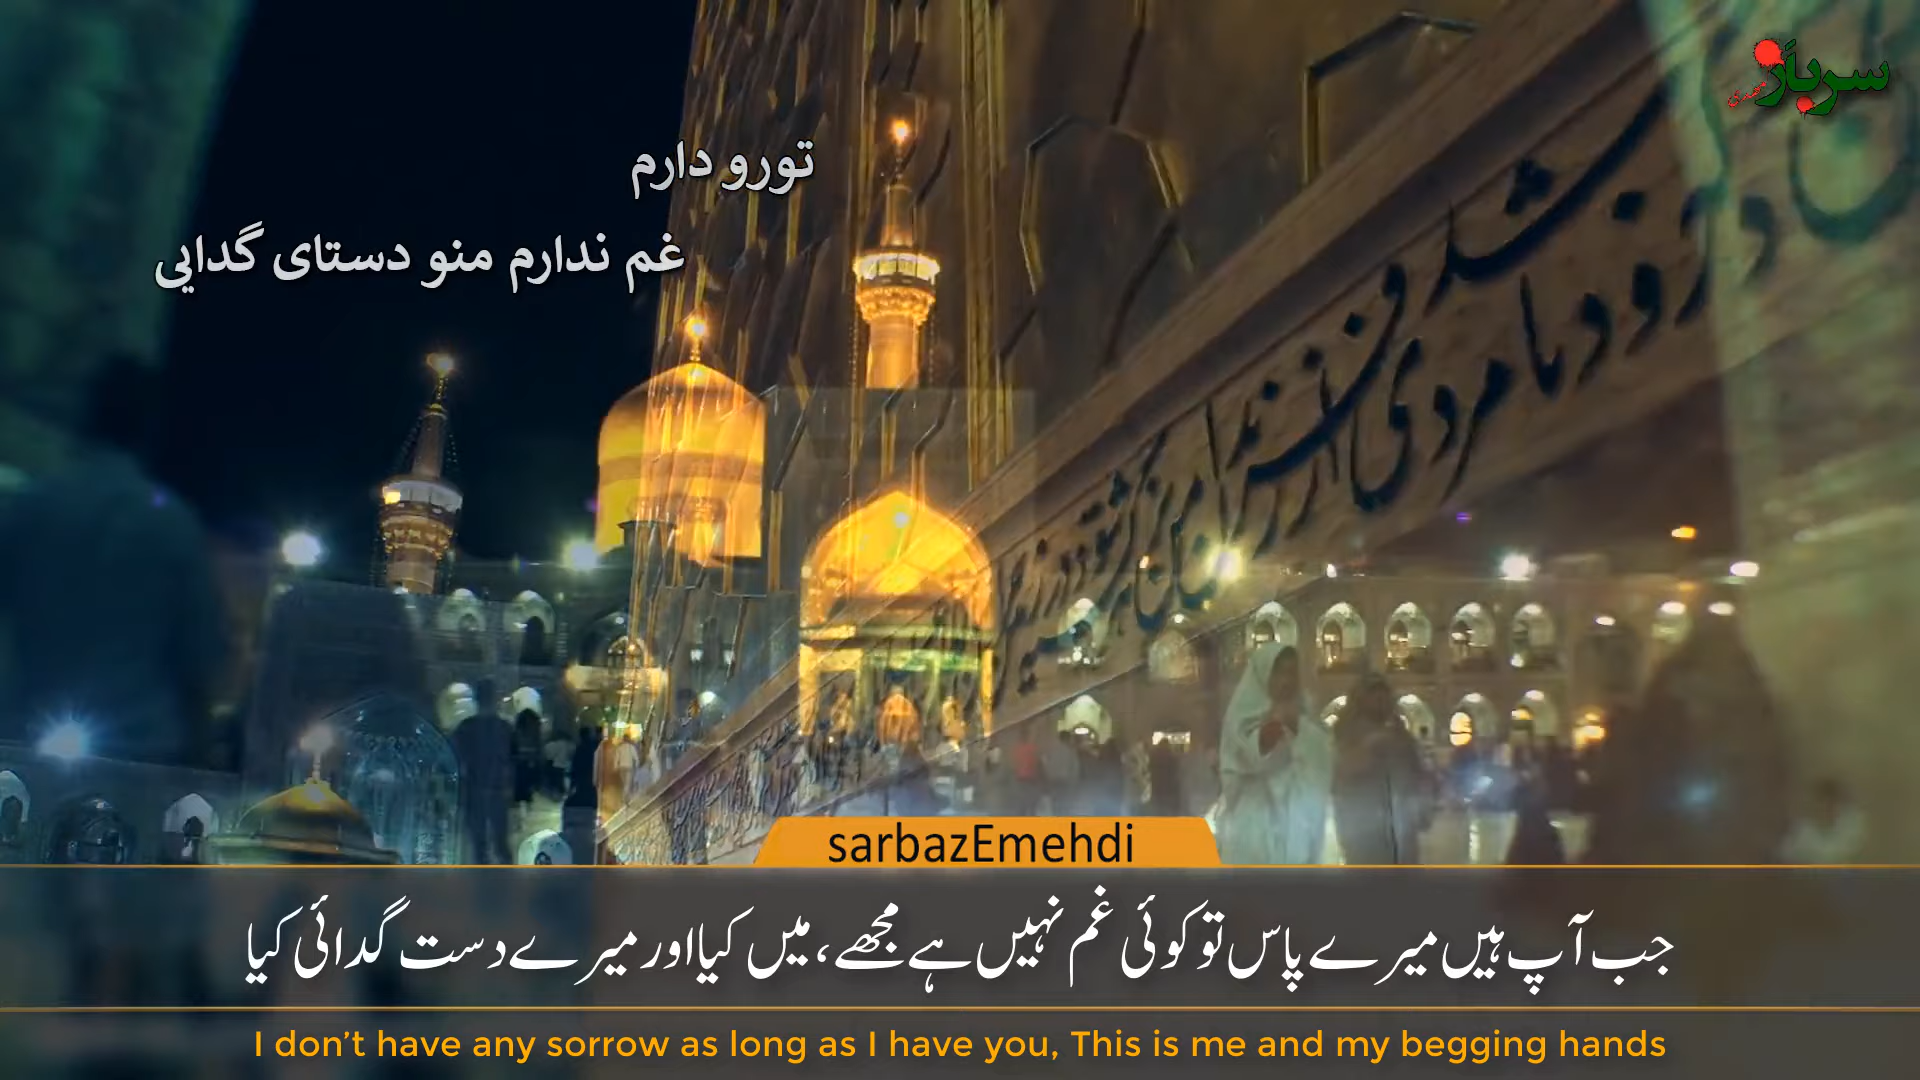 سرباز
تورو دارم
غم ندارم منو دستای گدایی
sarbazEmehdi
جب آپ ہیں میرے پاس تو کوئی غم نہیں ہے مجھے، میں کیا اور میرے دست گدائی کیا
I don’t have any sorrow as long as I have you, This is me and my begging hands